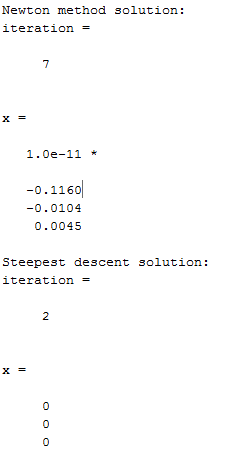 Newton method solution:
iteration =
7
x =
1.0e-11 *
-0.1160
-0.0104
0.0045
Steepest descent solution:
iteration =
2
x =
0
0
0